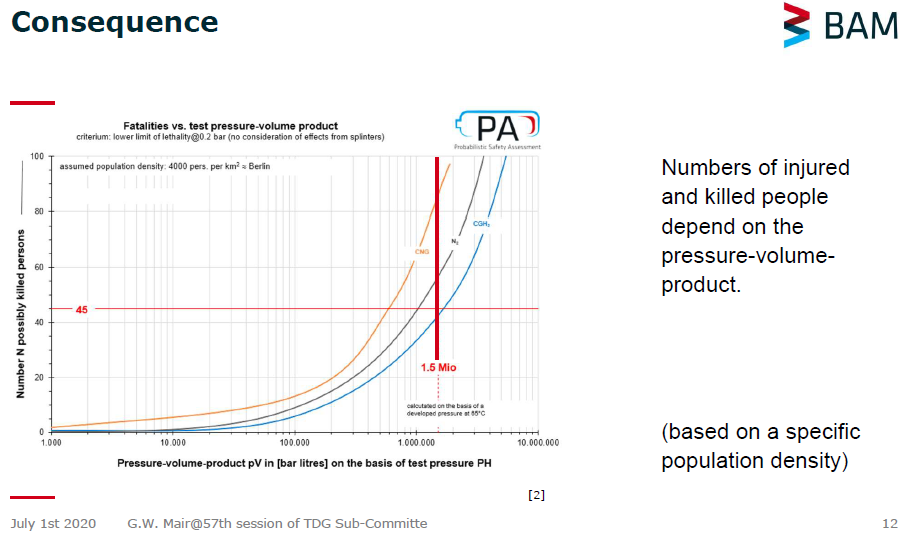 Consequence
BAM
Fatalities vs. test pressure-volume product
criterium: lower limit of lethality@0.2 bar (no consideration of effects from splinters)
PA
Probabilistic Safety Assessment
assumed population density: 4000 pers. per km² ≈ Berlin
Number N possibly killed persons
100
80
60
40
20
0
45
CNG
N₂
CGH₂
1.5 Mio
calculatetd on the basis of a
developed pressure at 65°C
1.000
10.000
100.000
1.000.000
10.000.000
Pressure-volume-product pV in [bar litres] on the basis of test pressure PH
[2]
Numbers of injured
and killed people
depend on the
pressure-volume-
product.
(based on a specific
population density)
July 1st 2020
G.W. Mair@57th session of TDG Sub-Committe
12